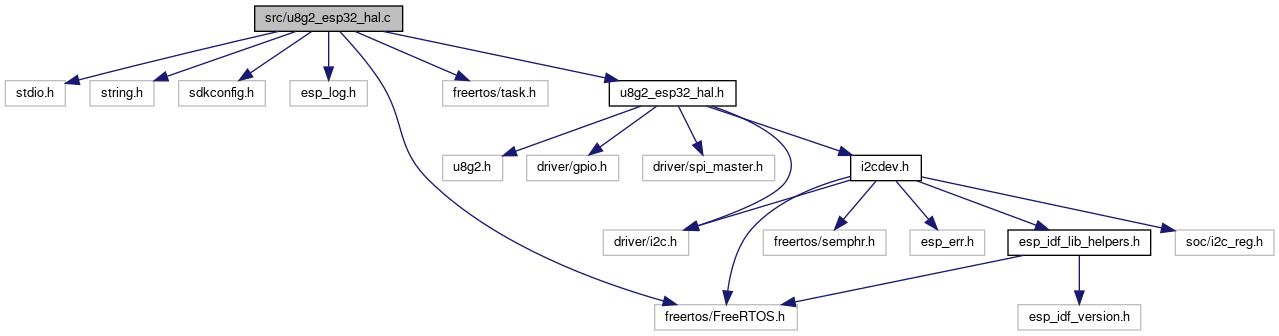 src/u8g2_esp32_hal.c
stdio.h
string.h
sdkconfig.h
esp_log.h
freertos/task.h
u8g2_esp32_hal.h
u8g2.h
driver/gpio.h
driver/spi_master.h
i2cdev.h
driver/i2c.h
freertos/semphr.h
esp_err.h
esp_idf_lib_helpers.h
soc/i2c_reg.h
freertos/FreeRTOS.h
esp_idf_version.h